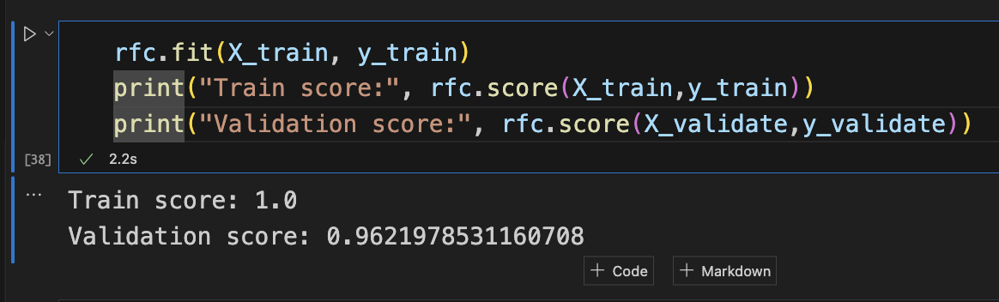 rfc.fit(X_train, y_train)
print("Train score:", rfc.score(X_train,y_train))
print("Validation score:", rfc.score(X_validate,y_validate))
[38]
2.2s
...
Train score: 1.0
Validation score: 0.9621978531160708
+ Code
+ Markdown